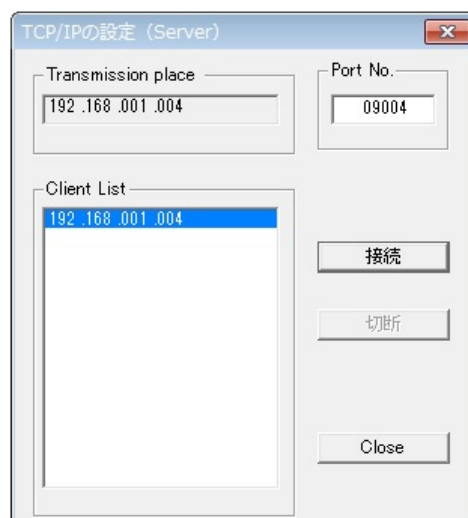 TCP/IPの設定（Server）
Transmission place
192 .168 .001 .004
Port No.
09004
Client List
192 .168 .001 .004
接続
切断
Close